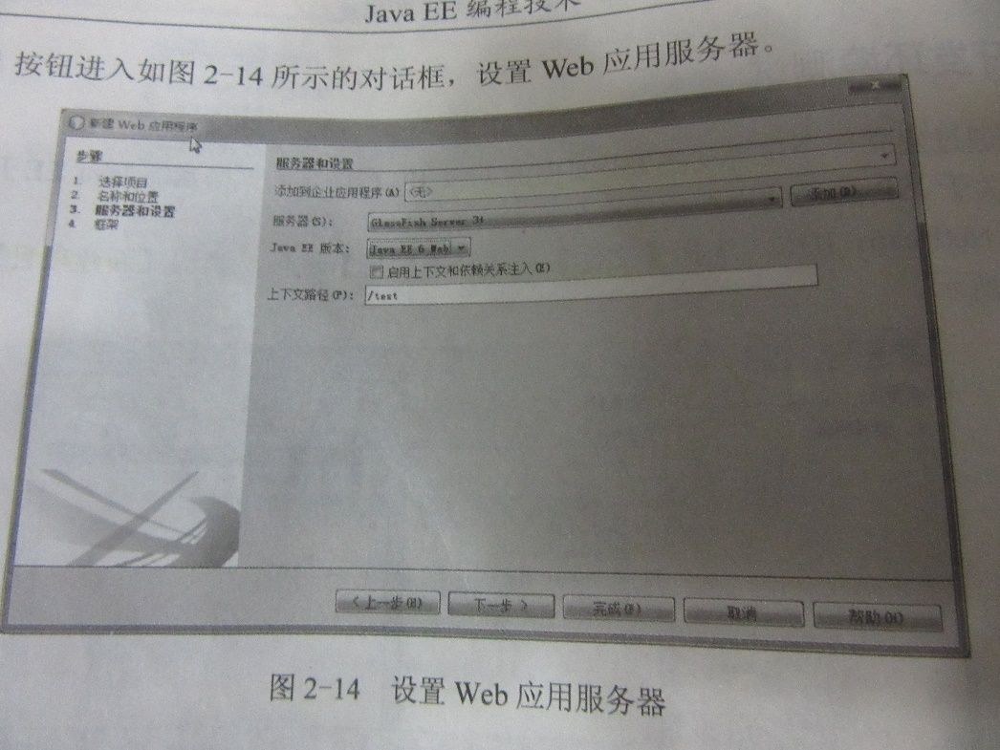 Java EE 编程技术
按钮进入如图 2-14 所示的对话框，设置 Web 应用服务器。
新建 Web 应用程序
步骤
1. 选择项目
2. 名称和位置
3. 服务器和设置
4. 框架
服务器和设置
添加到企业应用程序(A) <无> 添加(D)
服务器(S): GlassFish Server 3+
Java EE 版本: Java EE 6 Web
启用上下文和依赖关系注入(E)
上下文路径(P): /test
<上一步(B) 下一步 > 完成(F) 取消 帮助(H)
图 2-14 设置 Web 应用服务器